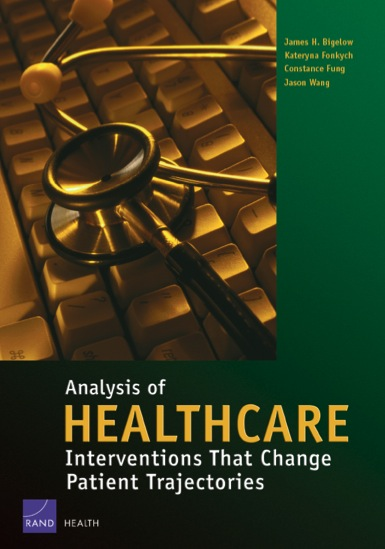 James H. Bigelow
Kateryna Fonkych
Constance Fung
Jason Wang
Analysis of
HEALTHCARE
Interventions That Change
Patient Trajectories
RAND HEALTH